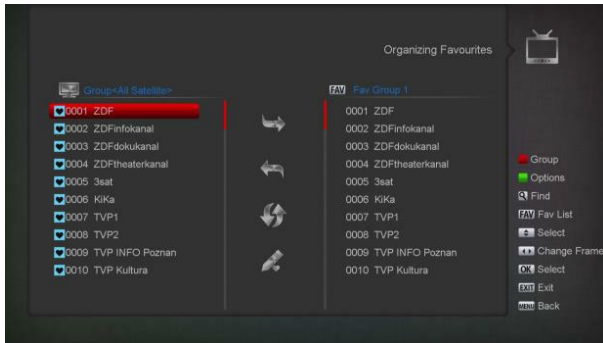 Organizing Favourites
Group<All Satellite>
0001 ZDF
0002 ZDFinfokanal
0003 ZDFdokukanal
0004 ZDFtheaterkanal
0005 3sat
0006 KiKa
0007 TVP1
0008 TVP2
0009 TVP INFO Poznan
0010 TVP Kultura
FAV Fav Group 1
0001 ZDF
0002 ZDFinfokanal
0003 ZDFdokukanal
0004 ZDFtheaterkanal
0005 3sat
0006 KiKa
0007 TVP1
0008 TVP2
0009 TVP INFO Poznan
0010 TVP Kultura
Group
Options
Find
FAV Fav List
Select
Change Frame
OK Select
EXIT Exit
MENU Back